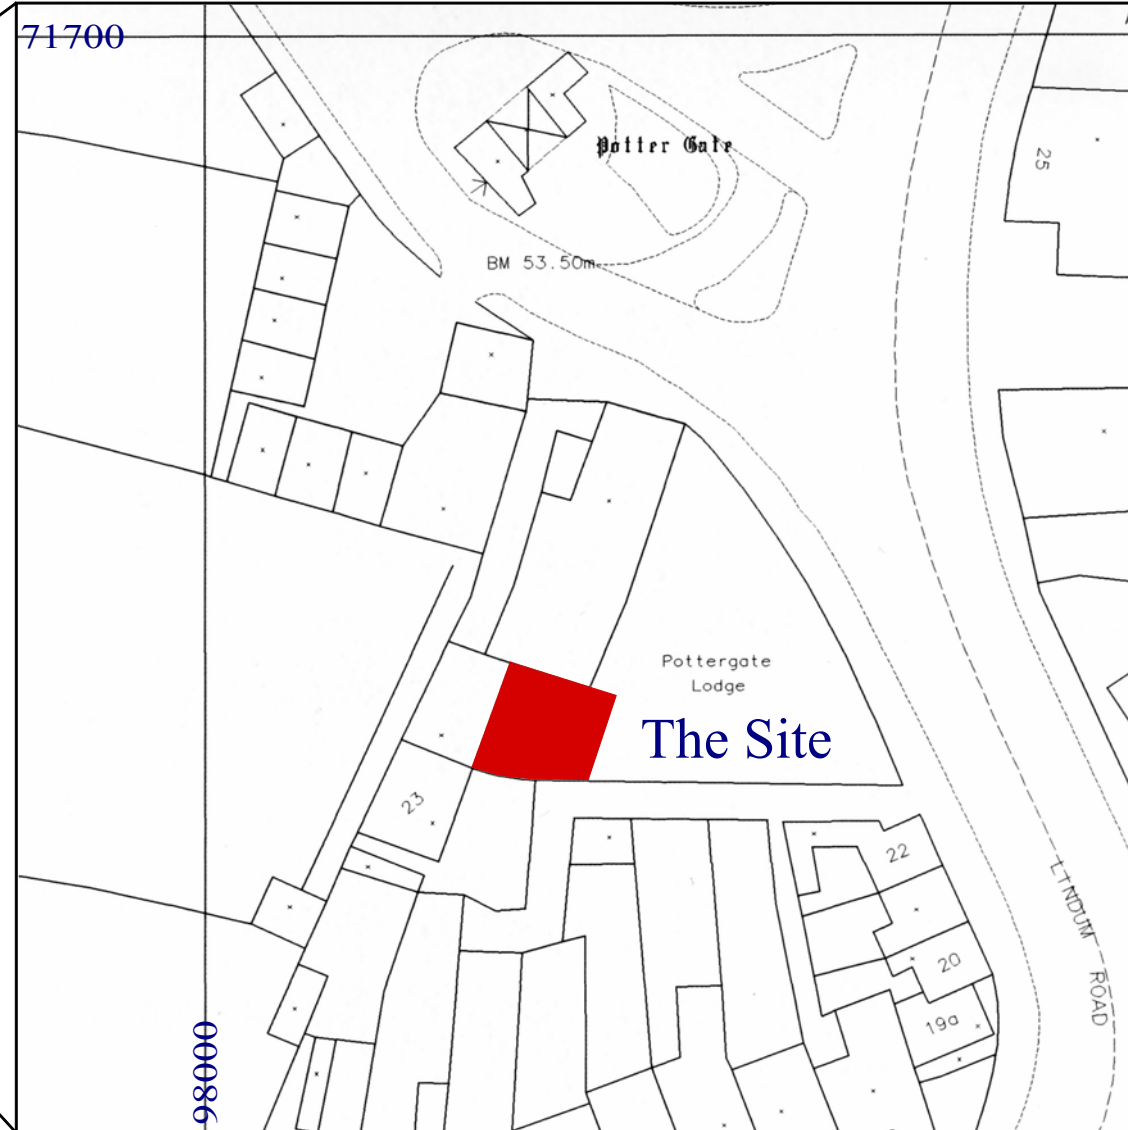 71700
Potter Gate
25
BM 53.50m
Pottergate
Lodge
The Site
23
22
20
19a
LINDUM ROAD
98000